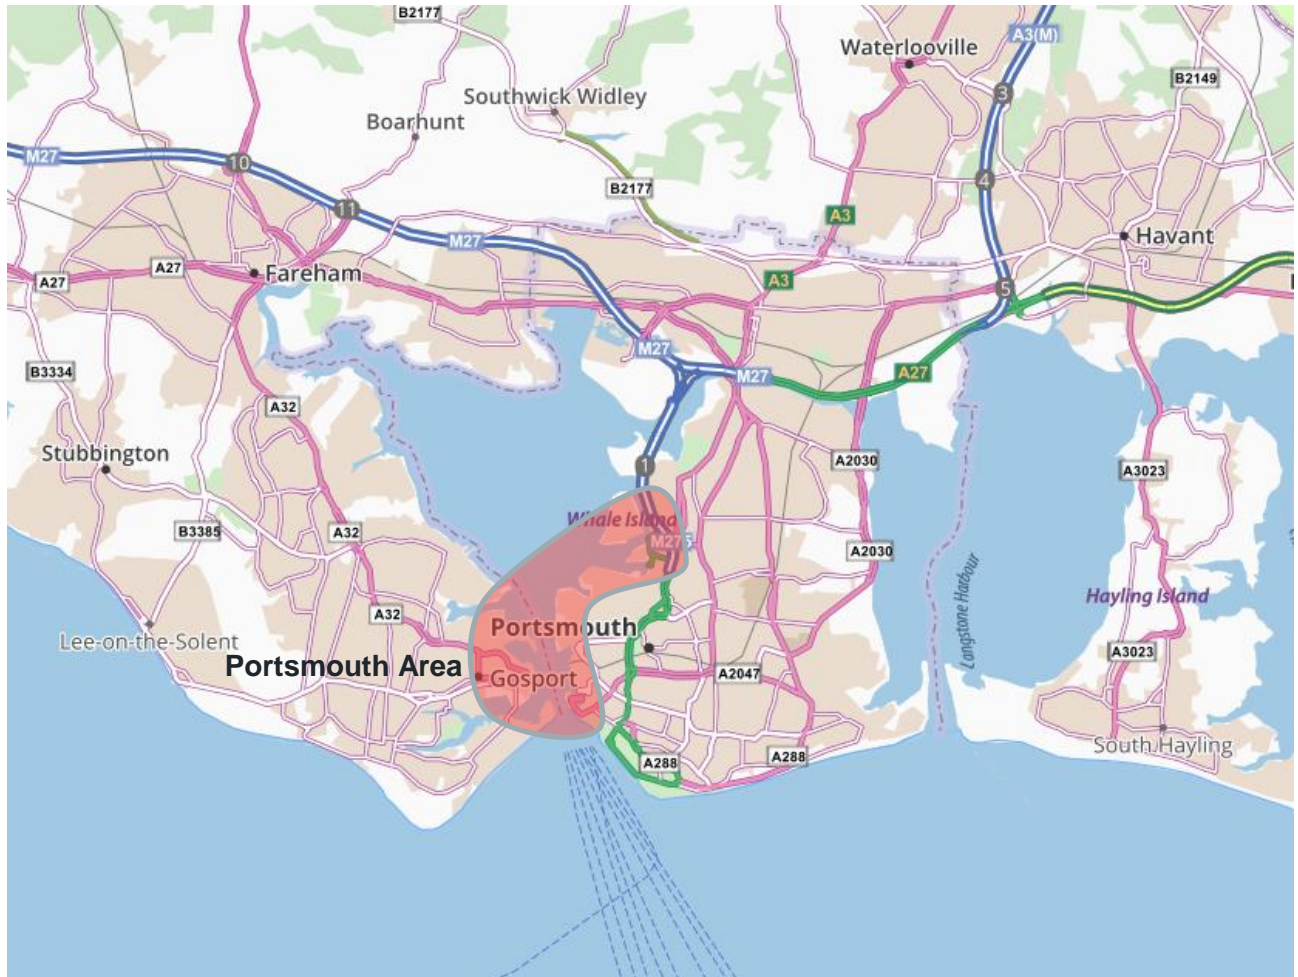 B2177
A3(M)
Waterlooville
3
B2149
Southwick Widley
Boarhunt
M27
10
4
B2177
11
A3
M27
Havant
A27
A27
Fareham
A3
5
M27
B3334
M27
A27
A32
Stubbington
A2030
1
A3023
Whale Island
B3385
A32
M275
A2030
Langstone Harbour
Hayling Island
A32
Lee-on-the-Solent
Portsmouth
A3023
Portsmouth Area
Gosport
A2047
South Hayling
A288
A288